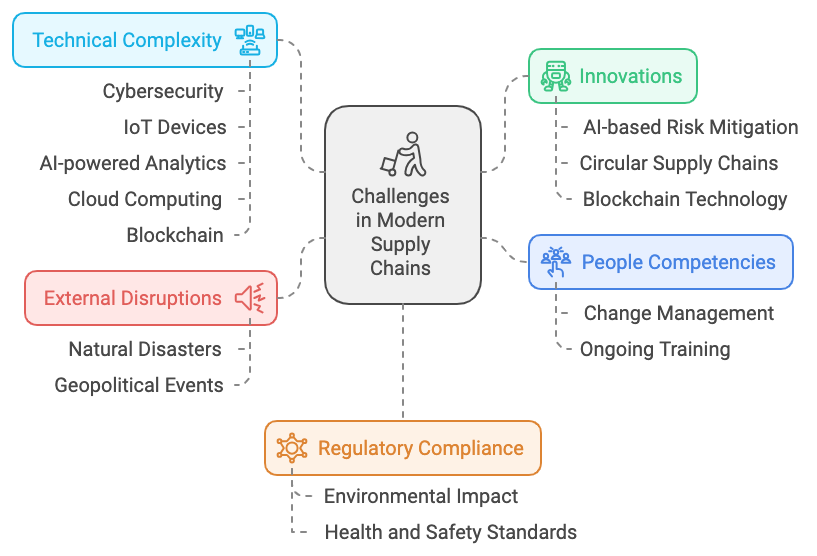 Technical Complexity
Cybersecurity
IoT Devices
AI-powered Analytics
Cloud Computing
Blockchain
External Disruptions
Natural Disasters
Geopolitical Events
Challenges
in Modern
Supply
Chains
Innovations
AI-based Risk Mitigation
Circular Supply Chains
Blockchain Technology
People Competencies
Change Management
Ongoing Training
Regulatory Compliance
Environmental Impact
Health and Safety Standards